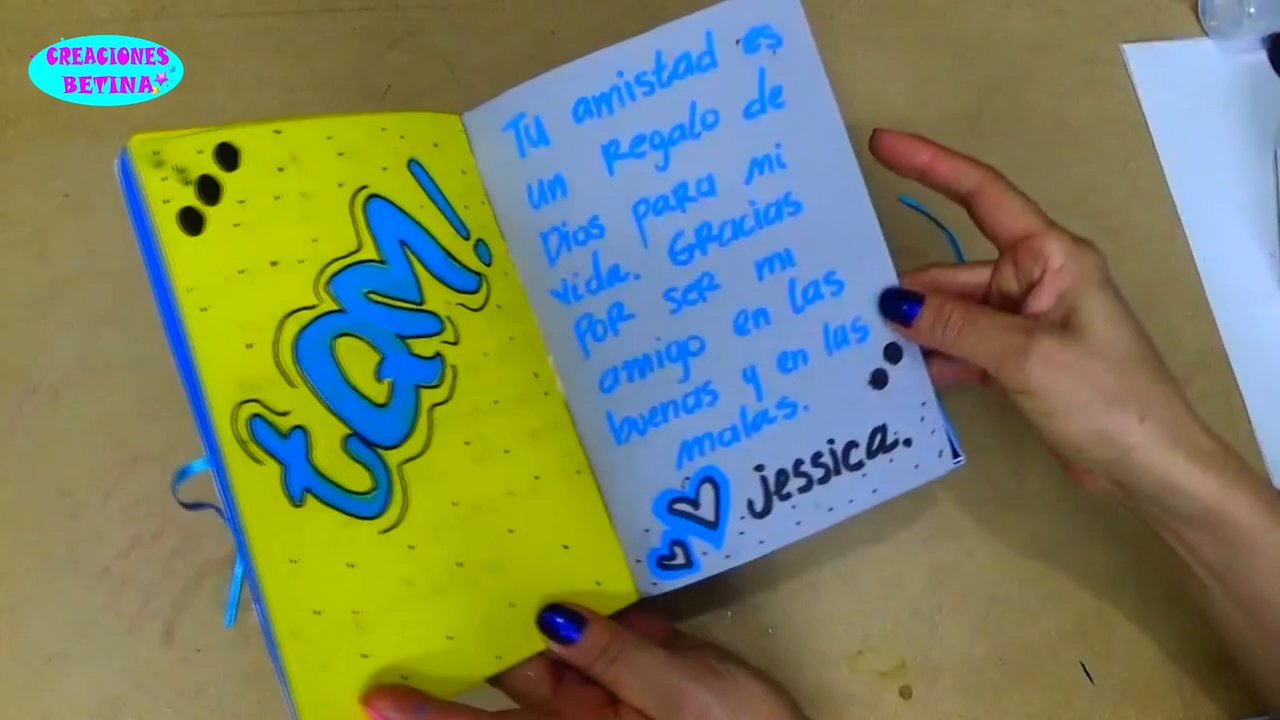 CREACIONES
BETINA
tQM!
Tu amistad es
un Regalo de
Dios paRa mi
vida. GRacias
poR seR mi
amigo en las
buenas y en las
malas.
jessica.